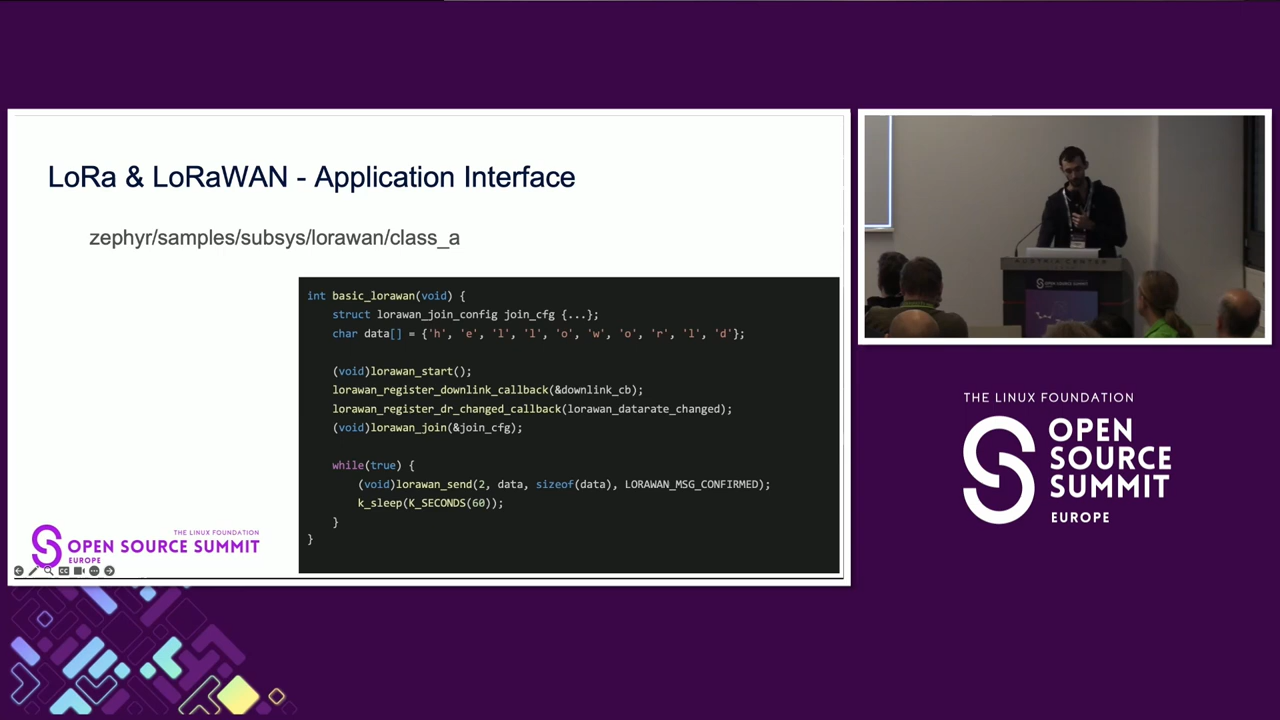 LoRa & LoRaWAN - Application Interface
zephyr/samples/subsys/lorawan/class_a
int basic_lorawan(void) {
    struct lorawan_join_config join_cfg {...};
    char data[] = {'h', 'e', 'l', 'l', 'o', 'w', 'o', 'r', 'l', 'd'};
    (void)lorawan_start();
    lorawan_register_downlink_callback(&downlink_cb);
    lorawan_register_dr_changed_callback(lorawan_datarate_changed);
    (void)lorawan_join(&join_cfg);
    while(true) {
        (void)lorawan_send(2, data, sizeof(data), LORAWAN_MSG_CONFIRMED);
        k_sleep(K_SECONDS(60));
    }
}
THE LINUX FOUNDATION
OPEN SOURCE SUMMIT
EUROPE
AUSTRIA CENTER
THE LINUX FOUNDATION
OPEN
SOURCE
SUMMIT
EUROPE